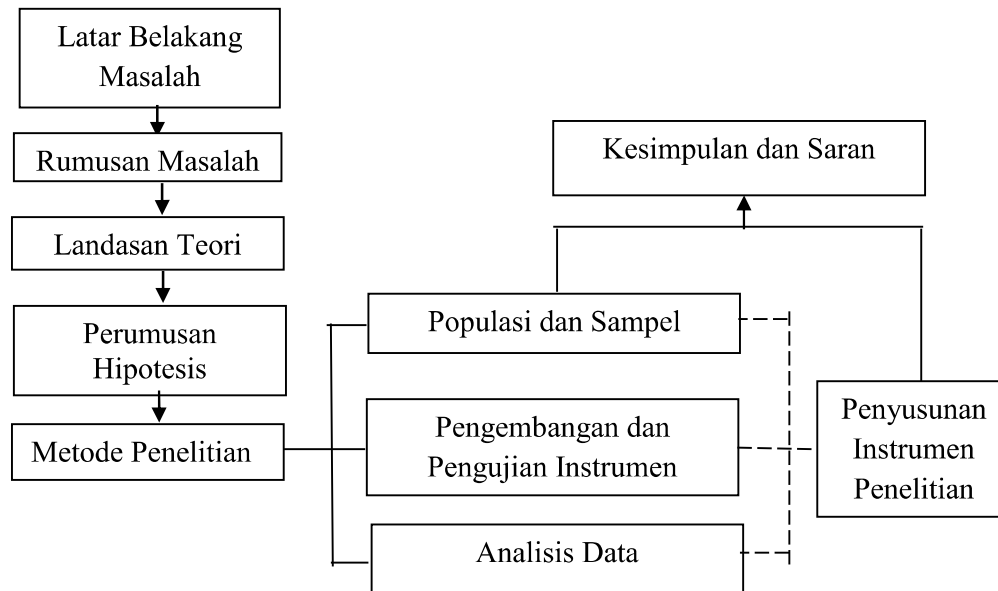 Latar Belakang
Masalah
Rumusan Masalah
Landasan Teori
Perumusan
Hipotesis
Metode Penelitian
Kesimpulan dan Saran
Populasi dan Sampel
Pengembangan dan
Pengujian Instrumen
Analisis Data
Penyusunan
Instrumen
Penelitian